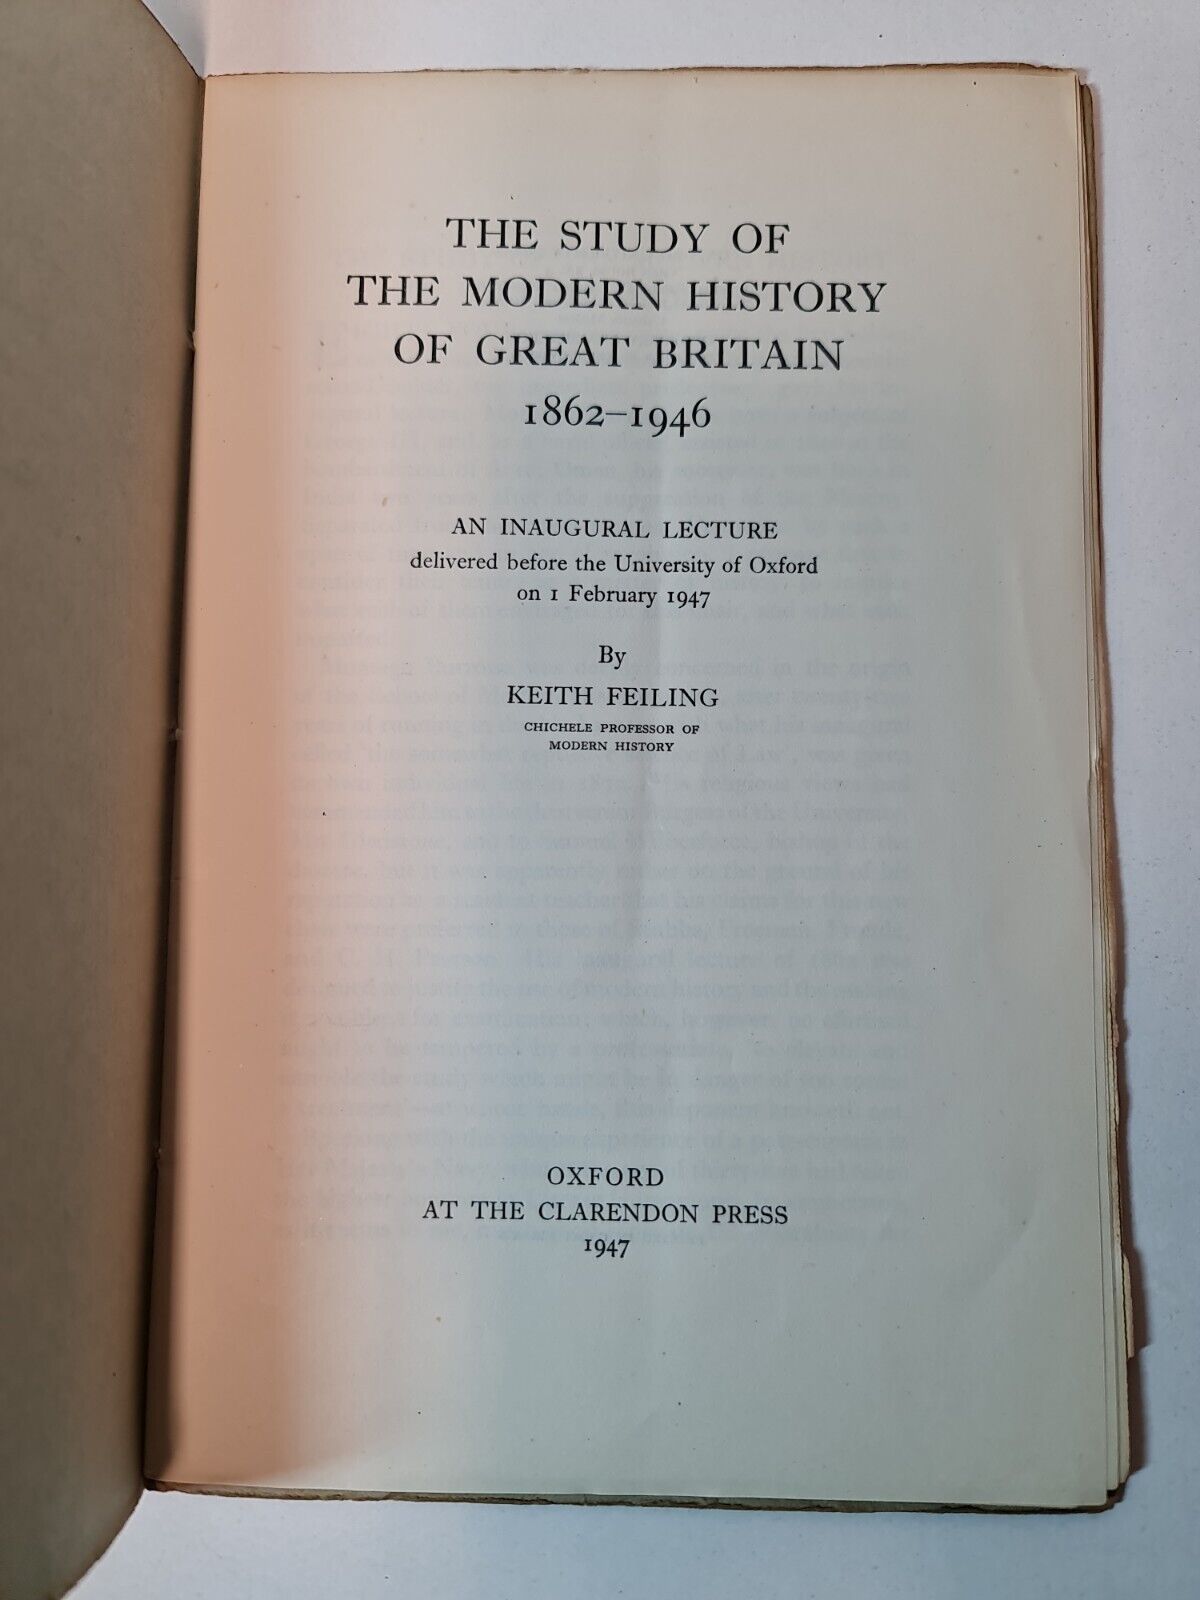 THE STUDY OF
THE MODERN HISTORY
OF GREAT BRITAIN
1862–1946
AN INAUGURAL LECTURE
delivered before the University of Oxford
on 1 February 1947
By
KEITH FEILING
CHICHELE PROFESSOR OF
MODERN HISTORY
OXFORD
AT THE CLARENDON PRESS
1947